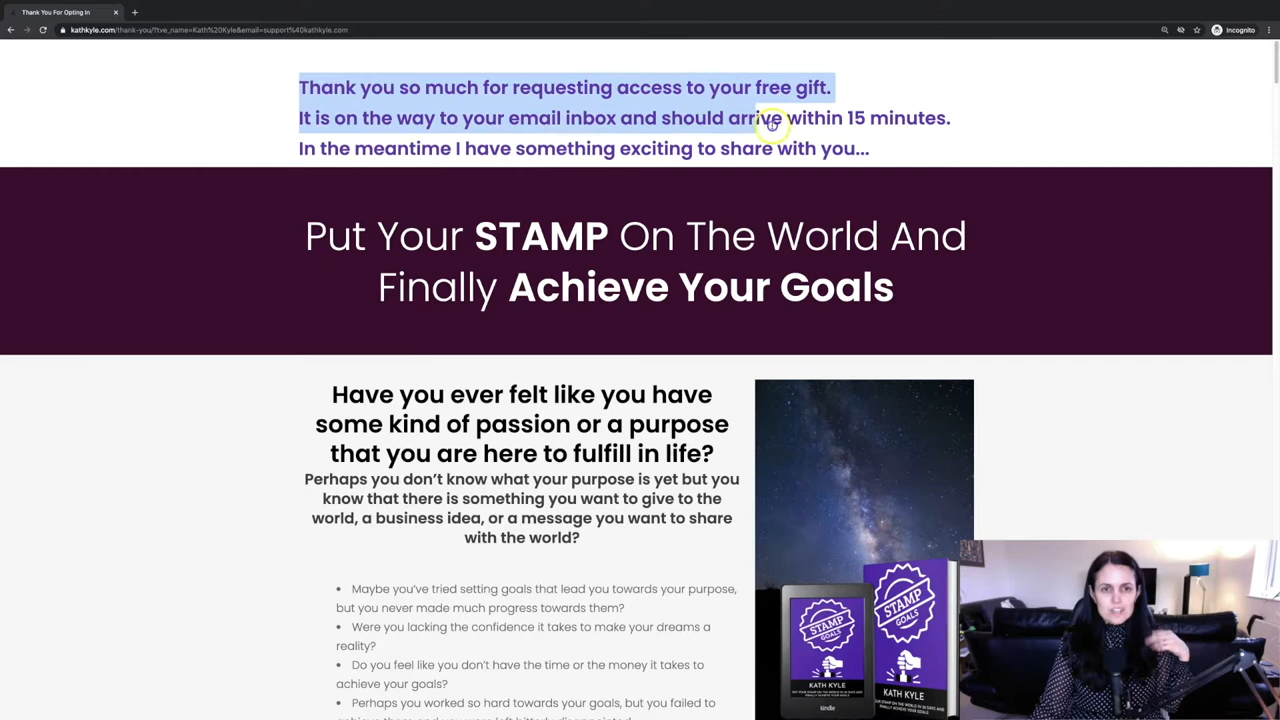 Thank You For Opting In
kathkyle.com/thank-you/?tve_name=Kath%20Kyle&email=support%40kathkyle.com
Incognito
Thank you so much for requesting access to your free gift.
It is on the way to your email inbox and should arrive within 15 minutes.
In the meantime I have something exciting to share with you...
Put Your STAMP On The World And
Finally Achieve Your Goals
Have you ever felt like you have
some kind of passion or a purpose
that you are here to fulfill in life?
Perhaps you don't know what your purpose is yet but you
know that there is something you want to give to the
world, a business idea, or a message you want to share
with the world?
• Maybe you've tried setting goals that lead you towards your purpose,
but you never made much progress towards them?
• Were you lacking the confidence it takes to make your dreams a
reality?
• Do you feel like you don't have the time or the money it takes to
achieve your goals?
• Perhaps you worked so hard towards your goals, but you failed to
STAMP
GOALS
KATH KYLE
kindle
STAMP
GOALS
KATH KYLE